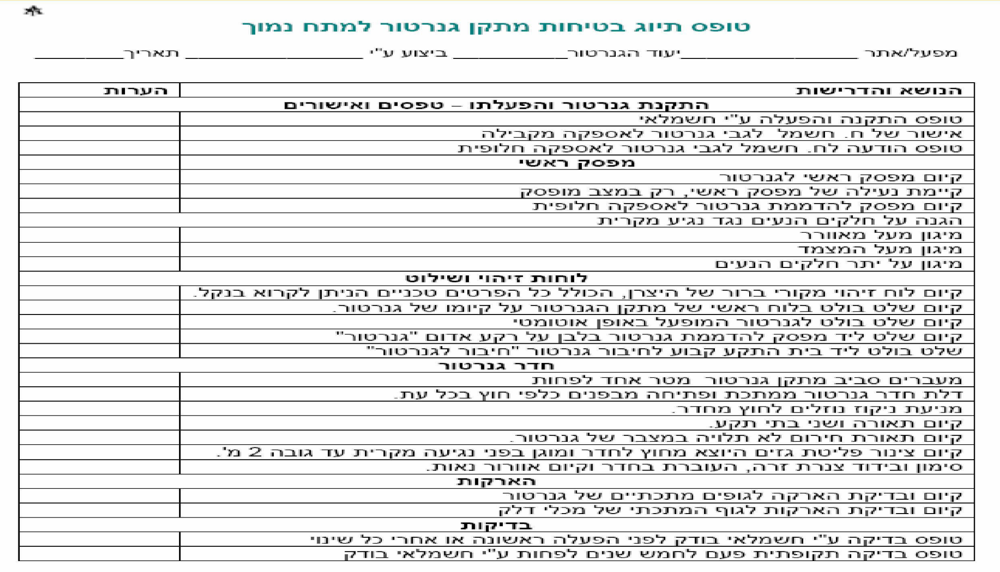 טופס תיוג בטיחות מתקן גנרטור למתח נמוך
מפעל/אתר ____________________יעוד הגנרטור_____________ ביצוע ע"י ____________________ תאריך__________
הנושא והדרישות הערות
התקנת גנרטור והפעלתו – טפסים ואישורים
טופס התקנה והפעלה ע"י חשמלאי
אישור של ח. חשמל לגבי גנרטור לאספקה מקבילה
טופס הודעה לח. חשמל לגבי גנרטור לאספקה חלופית
מפסק ראשי
קיום מפסק ראשי לגנרטור
קיימת נעילה של מפסק ראשי, רק במצב מופסק
קיום מפסק להדממת גנרטור לאספקה חלופית
הגנה על חלקים הנעים נגד נגיע מקרית
מיגון מעל מאוורר
מיגון מעל המצמד
מיגון על יתר חלקים הנעים
לוחות זיהוי ושילוט
קיום לוח זיהוי מקורי ברור של היצרן, הכולל כל הפרטים טכניים הניתן לקרוא בנקל.
קיום שלט בולט בלוח ראשי של מתקן הגנרטור על קיומו של גנרטור.
קיום שלט בולט לגנרטור המופעל באופן אוטומטי
קיום שלט ליד מפסק להדממת גנרטור בלבן על רקע אדום "גנרטור"
שלט בולט ליד בית התקע קבוע לחיבור גנרטור "חיבור לגנרטור"
חדר גנרטור
מעברים סביב מתקן גנרטור מטר אחד לפחות
דלת חדר גנרטור ממתכת ופתיחה מבפנים כלפי חוץ בכל עת.
מניעת ניקוז נוזלים לחוץ מחדר.
קיום תאורה ושני בתי תקע.
קיום תאורת חירום לא תלויה במצבר של גנרטור.
קיום צינור פליטת גזים היוצא מחוץ לחדר ומוגן בפני נגיעה מקרית עד גובה 2 מ'.
סימון ובידוד צנרת זרה, העוברת בחדר וקיום אוורור נאות.
הארקות
קיום ובדיקת הארקה לגופים מתכתיים של גנרטור
קיום ובדיקת הארקות לגוף המתכתי של מכלי דלק
בדיקות
טופס בדיקה ע"י חשמלאי בודק לפני הפעלה ראשונה או אחרי כל שינוי
טופס בדיקה תקופתית פעם לחמש שנים לפחות ע"י חשמלאי בודק